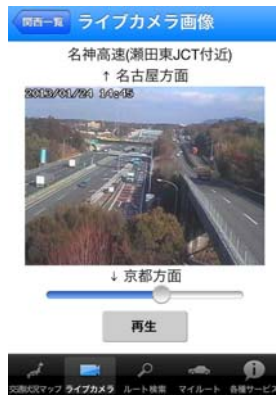 関西一覧
ライブカメラ画像
名神高速(瀬田東JCT付近)
↑ 名古屋方面
2013/01/24 14:45
↓ 京都方面
再生
交通状況マップ
ライブカメラ
ルート検索
マイルート
各種サービス